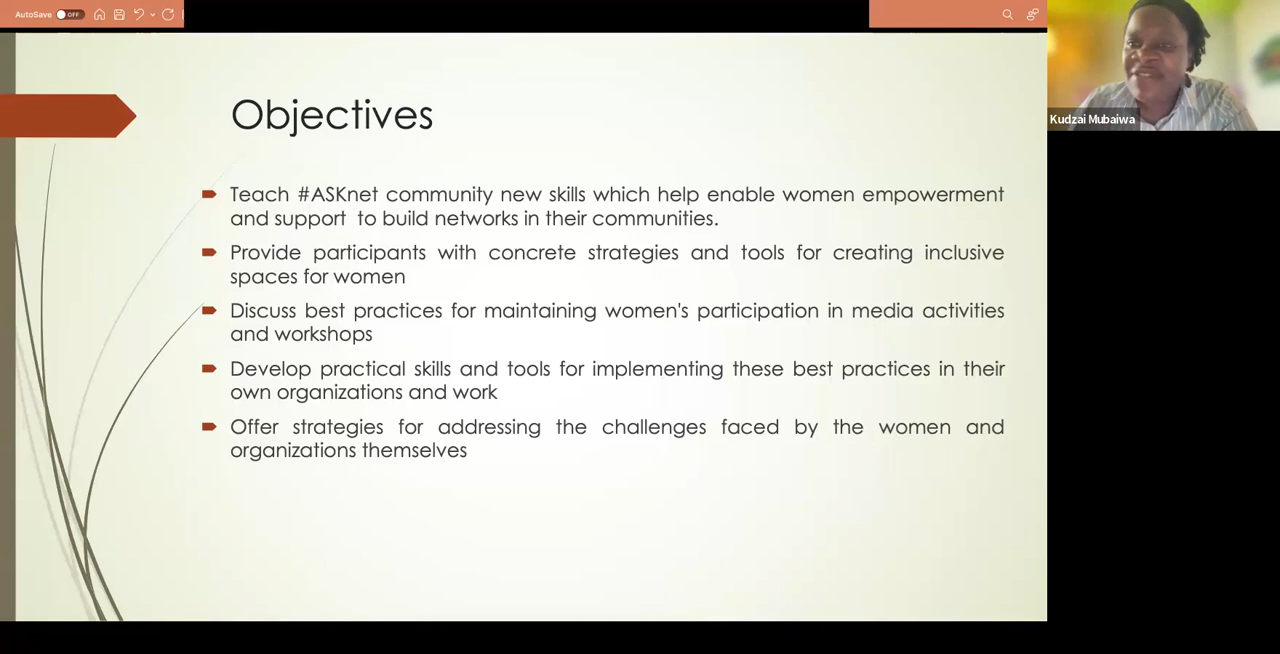 AutoSave OFF
Objectives
Teach #ASKnet community new skills which help enable women empowerment
and support to build networks in their communities.
Provide participants with concrete strategies and tools for creating inclusive
spaces for women
Discuss best practices for maintaining women's participation in media activities
and workshops
Develop practical skills and tools for implementing these best practices in their
own organizations and work
Offer strategies for addressing the challenges faced by the women and
organizations themselves
Kudzai Mubaiwa